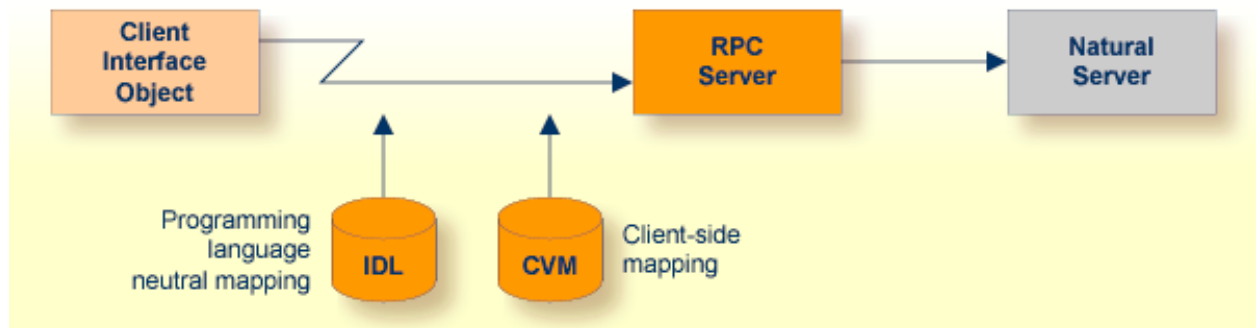 Client
Interface
Object
RPC
Server
Natural
Server
Programming
language
neutral mapping
IDL
CVM
Client-side
mapping